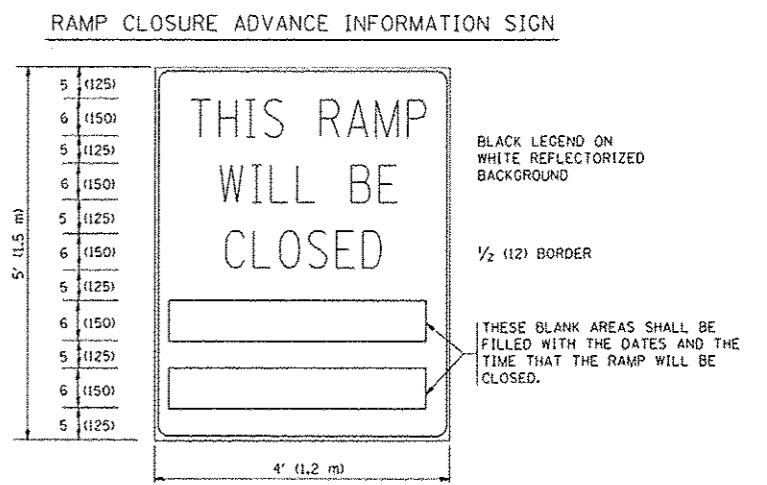 RAMP CLOSURE ADVANCE INFORMATION SIGN
5 (125)
6 (150)
5 (125)
6 (150)
5 (125)
6 (150)
5 (125)
6 (150)
5 (125)
6 (150)
5 (125)
5' (1.5 m)
THIS RAMP
WILL BE
CLOSED
4' (1.2 m)
BLACK LEGEND ON
WHITE REFLECTORIZED
BACKGROUND
1/2 (12) BORDER
THESE BLANK AREAS SHALL BE
FILLED WITH THE DATES AND THE
TIME THAT THE RAMP WILL BE
CLOSED.